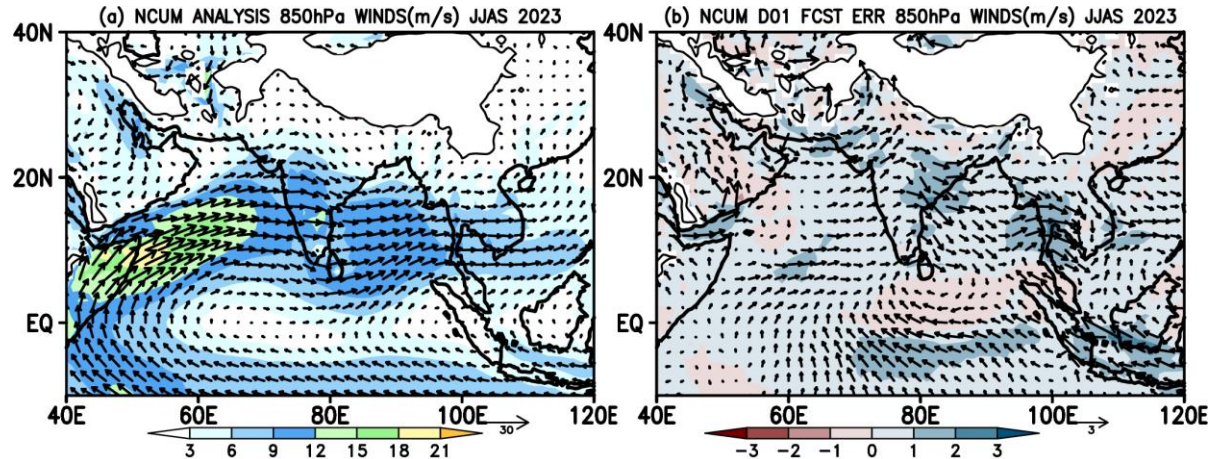 (a) NCUM ANALYSIS 850hPa WINDS(m/s) JJAS 2023
(b) NCUM D01 FCST ERR 850hPa WINDS(m/s) JJAS 2023
40N
20N
EQ
40E 60E 80E 100E 120E
30
3 6 9 12 15 18 21
40N
20N
EQ
40E 60E 80E 100E 120E
3
-3 -2 -1 0 1 2 3